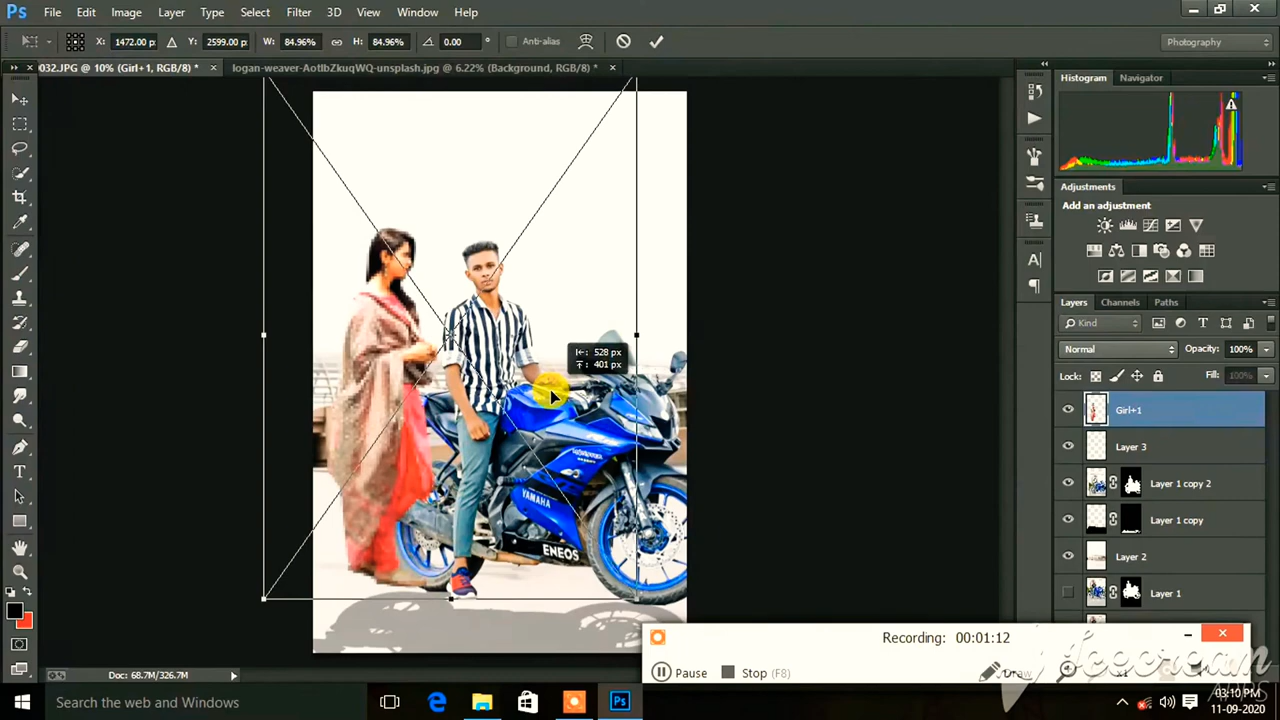 Ps File Edit Image Layer Type Select Filter 3D View Window Help
X: 1472.00 p: Y: 2599.00 p: W: 84.96% H: 84.96% 0.00 ° Anti-alias Photography
032.JPG @ 10% (Girl+1, RGB/8) * × logan-weaver-AotlbZkuqWQ-unsplash.jpg @ 6.22% (Background, RGB/8) * ×
Histogram Navigator
Adjustments
Add an adjustment
Layers Channels Paths
Kind
Normal Opacity: 100%
Lock: Fill: 100%
Girl+1
Layer 3
Layer 1 copy 2
Layer 1 copy
Layer 2
Layer 1
528 px
401 px
YAMAHA
ENEOS
Recording: 00:01:12
Pause Stop (F8) Draw
icecream
APPS
Doc: 68.7M/326.7M
Search the web and Windows
Ps
03:10 PM
11-09-2020